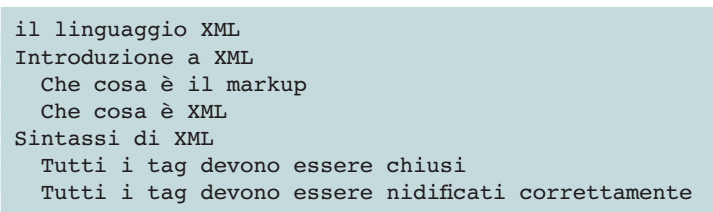 il linguaggio XML
Introduzione a XML
  Che cosa è il markup
  Che cosa è XML
Sintassi di XML
  Tutti i tag devono essere chiusi
  Tutti i tag devono essere nidificati correttamente